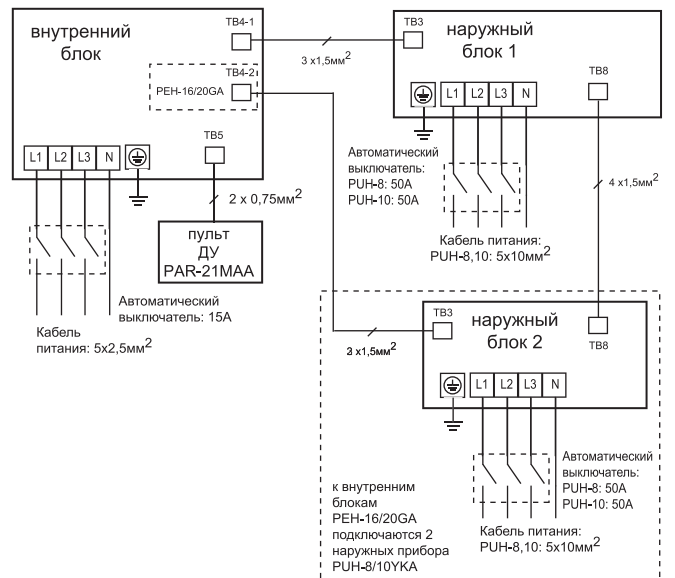 внутренний
блок
TB4-1
TB4-2
PEH-16/20GA
TB5
L1 L2 L3 N
3 x1,5мм2
TB3
наружный
блок 1
TB8
L1 L2 L3 N
Автоматический
выключатель:
PUH-8: 50A
PUH-10: 50A
Кабель питания:
PUH-8,10: 5x10мм2
4 x1,5мм2
2 x 0,75мм2
пульт
ДУ
PAR-21MAA
Автоматический
выключатель: 15A
Кабель
питания: 5x2,5мм2
x1,5мм2
TB3
наружный
блок 2
TB8
L1 L2 L3 N
Автоматический
выключатель:
PUH-8: 50A
PUH-10: 50A
Кабель питания:
PUH-8,10: 5x10мм2
к внутренним
блокам
PEH-16/20GA
подключаются 2
наружных прибора
PUH-8/10YKA